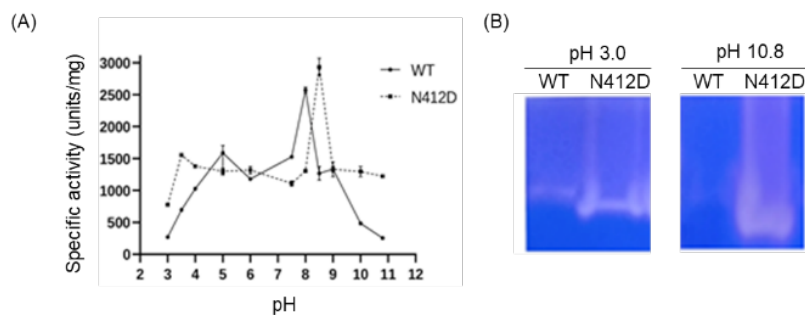 (A)
Specific activity (units/mg)
3000
2500
2000
1500
1000
500
0
2 3 4 5 6 7 8 9 10 11 12
pH
WT
N412D
(B)
pH 3.0 pH 10.8
WT N412D WT N412D